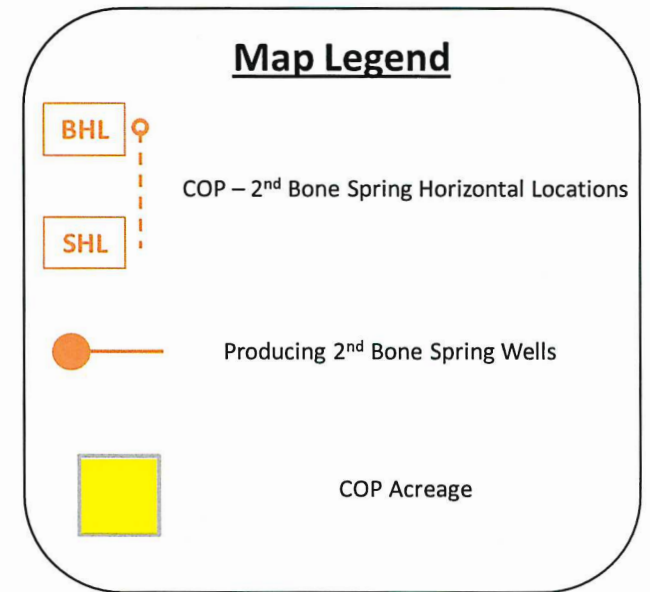 Map Legend
BHL
COP – 2nd Bone Spring Horizontal Locations
SHL
Producing 2nd Bone Spring Wells
COP Acreage